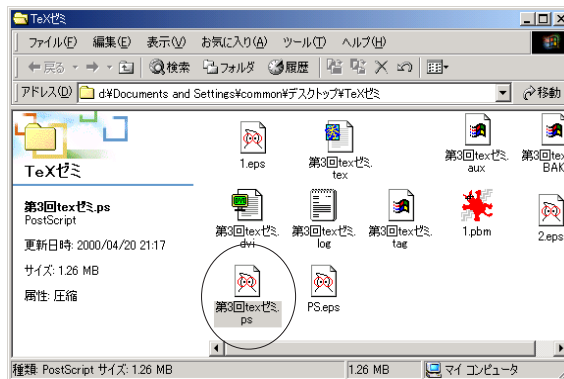 TeXゼミ
ファイル(F) 編集(E) 表示(V) お気に入り(A) ツール(T) ヘルプ(H)
戻る 検索 フォルダ 履歴
アドレス(D) d:¥Documents and Settings¥common¥デスクトップ¥TeXゼミ 移動
TeXゼミ
第3回texゼミ.ps
PostScript
更新日時: 2000/04/20 21:17
サイズ: 1.26 MB
属性: 圧縮
1.eps
第3回texゼミ.
tex
第3回texゼミ.
aux
第3回tex
BAK
第3回texゼミ.
dvi
第3回texゼミ.
log
第3回texゼミ.
tag
1.pbm
2.eps
第3回texゼミ.
ps
PS.eps
種類: PostScript サイズ: 1.26 MB 1.26 MB マイ コンピュータ